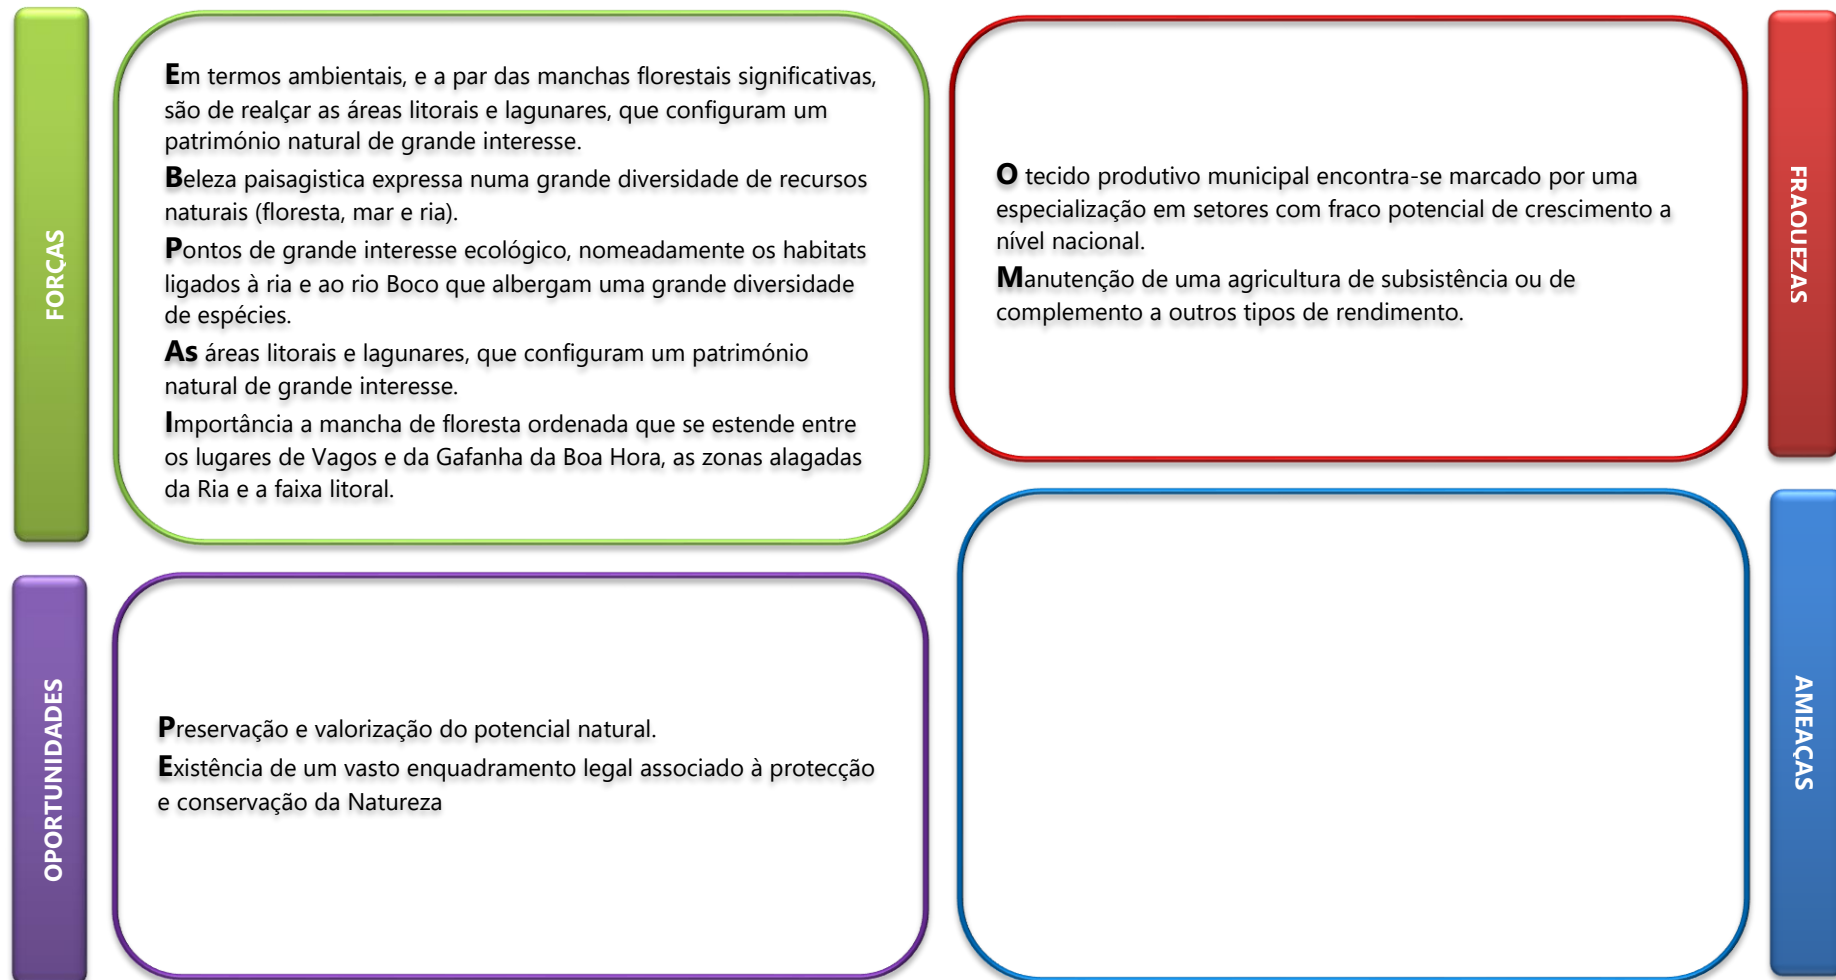 FORÇAS
Em termos ambientais, e a par das manchas florestais significativas,
são de realçar as áreas litorais e lagunares, que configuram um
património natural de grande interesse.
Beleza paisagistica expressa numa grande diversidade de recursos
naturais (floresta, mar e ria).
Pontos de grande interesse ecológico, nomeadamente os habitats
ligados à ria e ao rio Boco que albergam uma grande diversidade
de espécies.
As áreas litorais e lagunares, que configuram um património
natural de grande interesse.
Importância a mancha de floresta ordenada que se estende entre
os lugares de Vagos e da Gafanha da Boa Hora, as zonas alagadas
da Ria e a faixa litoral.
O tecido produtivo municipal encontra-se marcado por uma
especialização em setores com fraco potencial de crescimento a
nível nacional.
Manutenção de uma agricultura de subsistência ou de
complemento a outros tipos de rendimento.
FRAQUEZAS
OPORTUNIDADES
Preservação e valorização do potencial natural.
Existência de um vasto enquadramento legal associado à protecção
e conservação da Natureza
AMEAÇAS